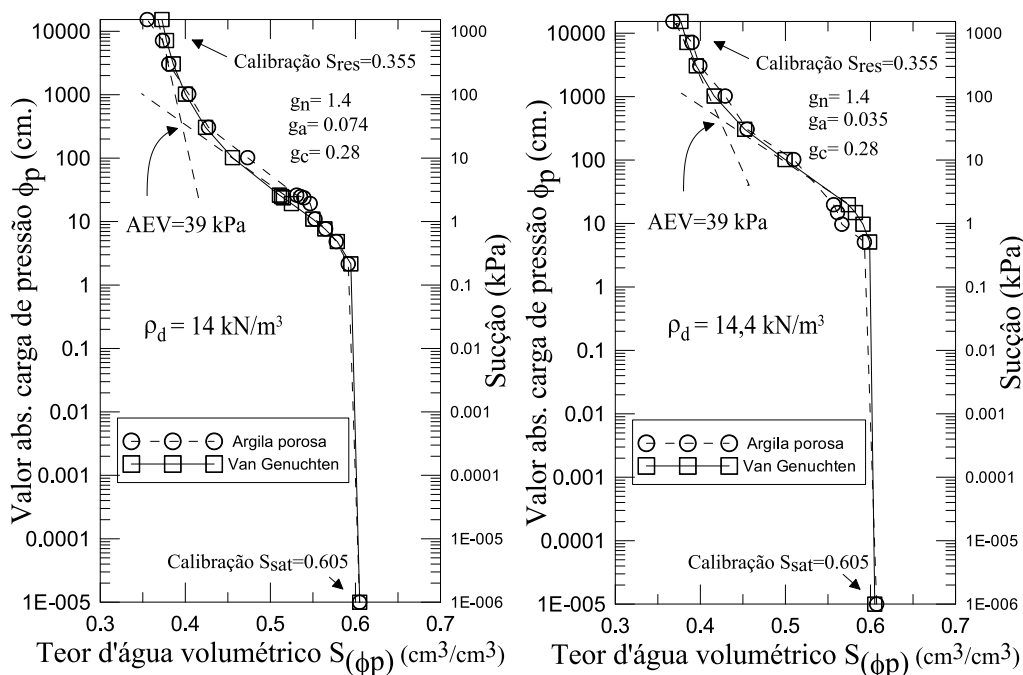 Valor abs. carga de pressão ϕp (cm.)
10000
1000
100
10
1
0.1
0.01
0.001
0.0001
1E-005
Calibração Sres=0.355
gn= 1.4
ga= 0.074
gc= 0.28
AEV=39 kPa
ρd = 14 kN/m³
Argila porosa
Van Genuchten
Calibração Ssat=0.605
1000
100
10
1
0.1
0.01
0.001
0.0001
1E-005
1E-006
Sucção (kPa)
0.3 0.4 0.5 0.6 0.7
Teor d'água volumétrico S(ϕp) (cm³/cm³)
Valor abs. carga de pressão ϕp (cm.)
10000
1000
100
10
1
0.1
0.01
0.001
0.0001
1E-005
Calibração Sres=0.355
gn= 1.4
ga= 0.035
gc= 0.28
AEV=39 kPa
ρd = 14,4 kN/m³
Argila porosa
Van Genuchten
Calibração Ssat=0.605
1000
100
10
1
0.1
0.01
0.001
0.0001
1E-005
1E-006
Sucção (kPa)
0.3 0.4 0.5 0.6 0.7
Teor d'água volumétrico S(ϕp) (cm³/cm³)